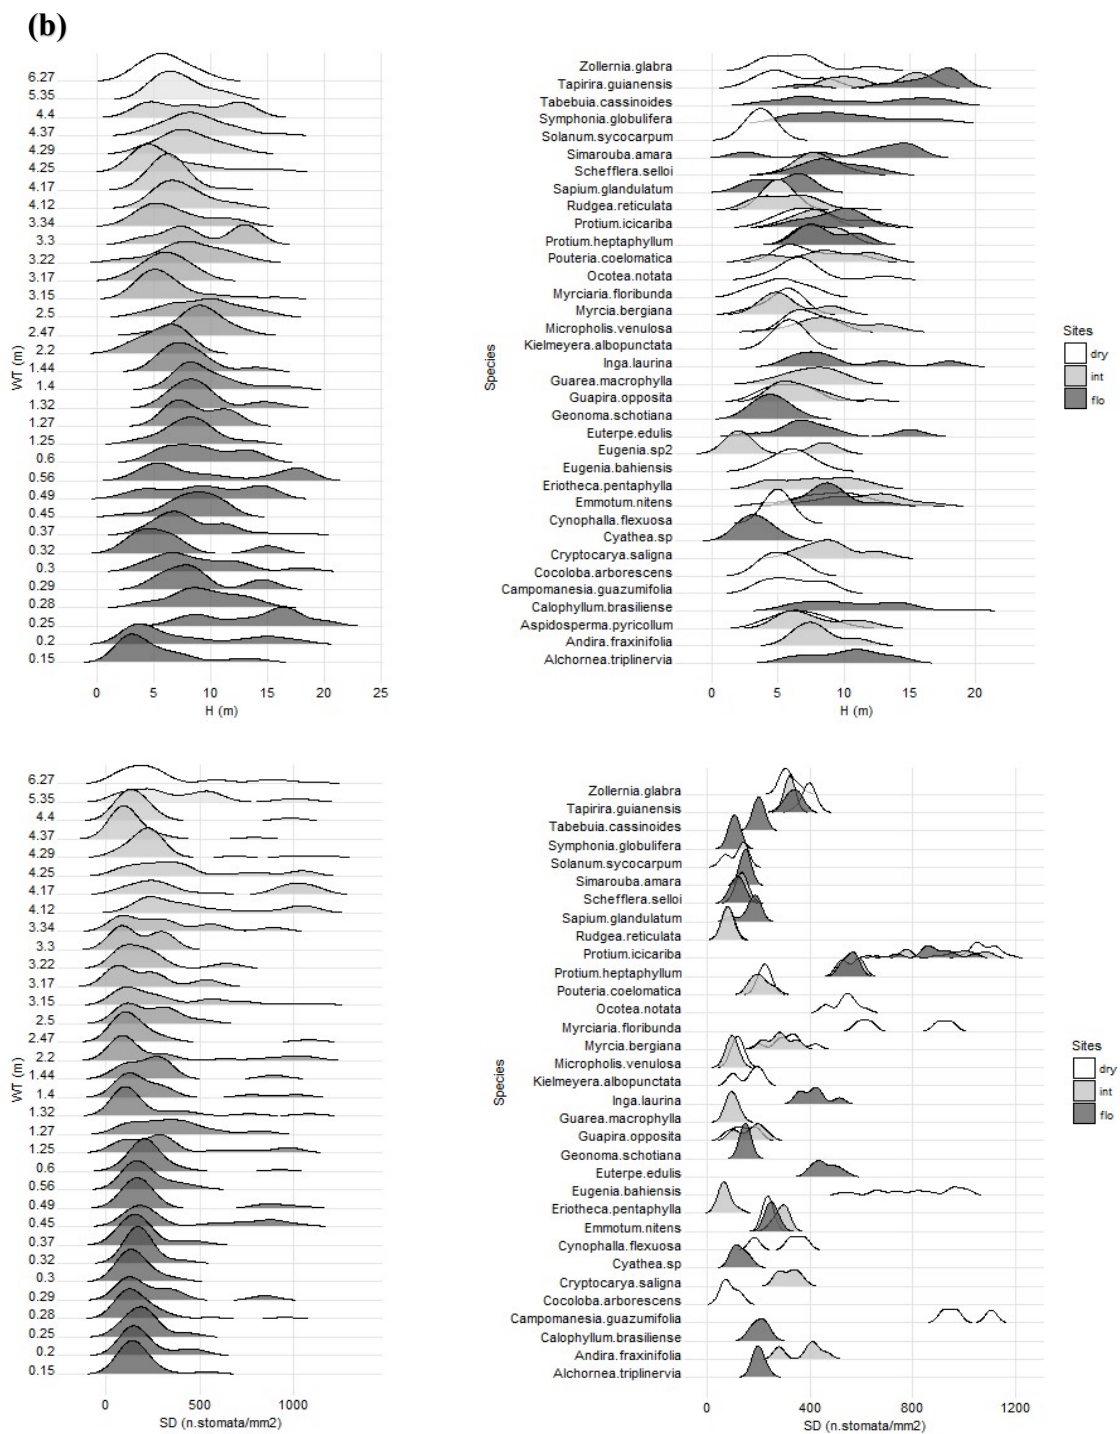 (b)
6.27
5.35
4.4
4.37
4.29
4.25
4.17
4.12
3.34
3.3
3.22
3.17
3.15
2.5
2.47
2.2
1.44
1.4
1.32
1.27
1.25
0.6
0.56
0.49
0.45
0.37
0.32
0.3
0.29
0.28
0.25
0.2
0.15
WT (m)
0 5 10 15 20 25
H (m)
Zollernia.glabra
Tapirira.guianensis
Tabebuia.cassinoides
Symphonia.globulifera
Solanum.sycocarpum
Simarouba.amara
Schefflera.selloi
Sapium.glandulatum
Rudgea.reticulata
Protium.icicariba
Protium.heptaphyllum
Pouteria.coelomatica
Ocotea.notata
Myrciaria.floribunda
Myrcia.bergiana
Micropholis.venulosa
Kielmeyera.albopunctata
Inga.laurina
Guarea.macrophylla
Guapira.opposita
Geonoma.schotiana
Euterpe.edulis
Eugenia.sp2
Eugenia.bahiensis
Eriotheca.pentaphylla
Emmotum.nitens
Cynophalla.flexuosa
Cyathea.sp
Cryptocarya.saligna
Cocoloba.arborescens
Campomanesia.guazumifolia
Calophyllum.brasiliense
Aspidosperma.pyricollum
Andira.fraxinifolia
Alchornea.triplinervia
Species
0 5 10 15 20
H (m)
Sites
dry
int
flo
6.27
5.35
4.4
4.37
4.29
4.25
4.17
4.12
3.34
3.3
3.22
3.17
3.15
2.5
2.47
2.2
1.44
1.4
1.32
1.27
1.25
0.6
0.56
0.49
0.45
0.37
0.32
0.3
0.29
0.28
0.25
0.2
0.15
WT (m)
0 500 1000
SD (n.stomata/mm2)
Zollernia.glabra
Tapirira.guianensis
Tabebuia.cassinoides
Symphonia.globulifera
Solanum.sycocarpum
Simarouba.amara
Schefflera.selloi
Sapium.glandulatum
Rudgea.reticulata
Protium.icicariba
Protium.heptaphyllum
Pouteria.coelomatica
Ocotea.notata
Myrciaria.floribunda
Myrcia.bergiana
Micropholis.venulosa
Kielmeyera.albopunctata
Inga.laurina
Guarea.macrophylla
Guapira.opposita
Geonoma.schotiana
Euterpe.edulis
Eugenia.bahiensis
Eriotheca.pentaphylla
Emmotum.nitens
Cynophalla.flexuosa
Cyathea.sp
Cryptocarya.saligna
Cocoloba.arborescens
Campomanesia.guazumifolia
Calophyllum.brasiliense
Andira.fraxinifolia
Alchornea.triplinervia
Species
0 400 800 1200
SD (n.stomata/mm2)
Sites
dry
int
flo